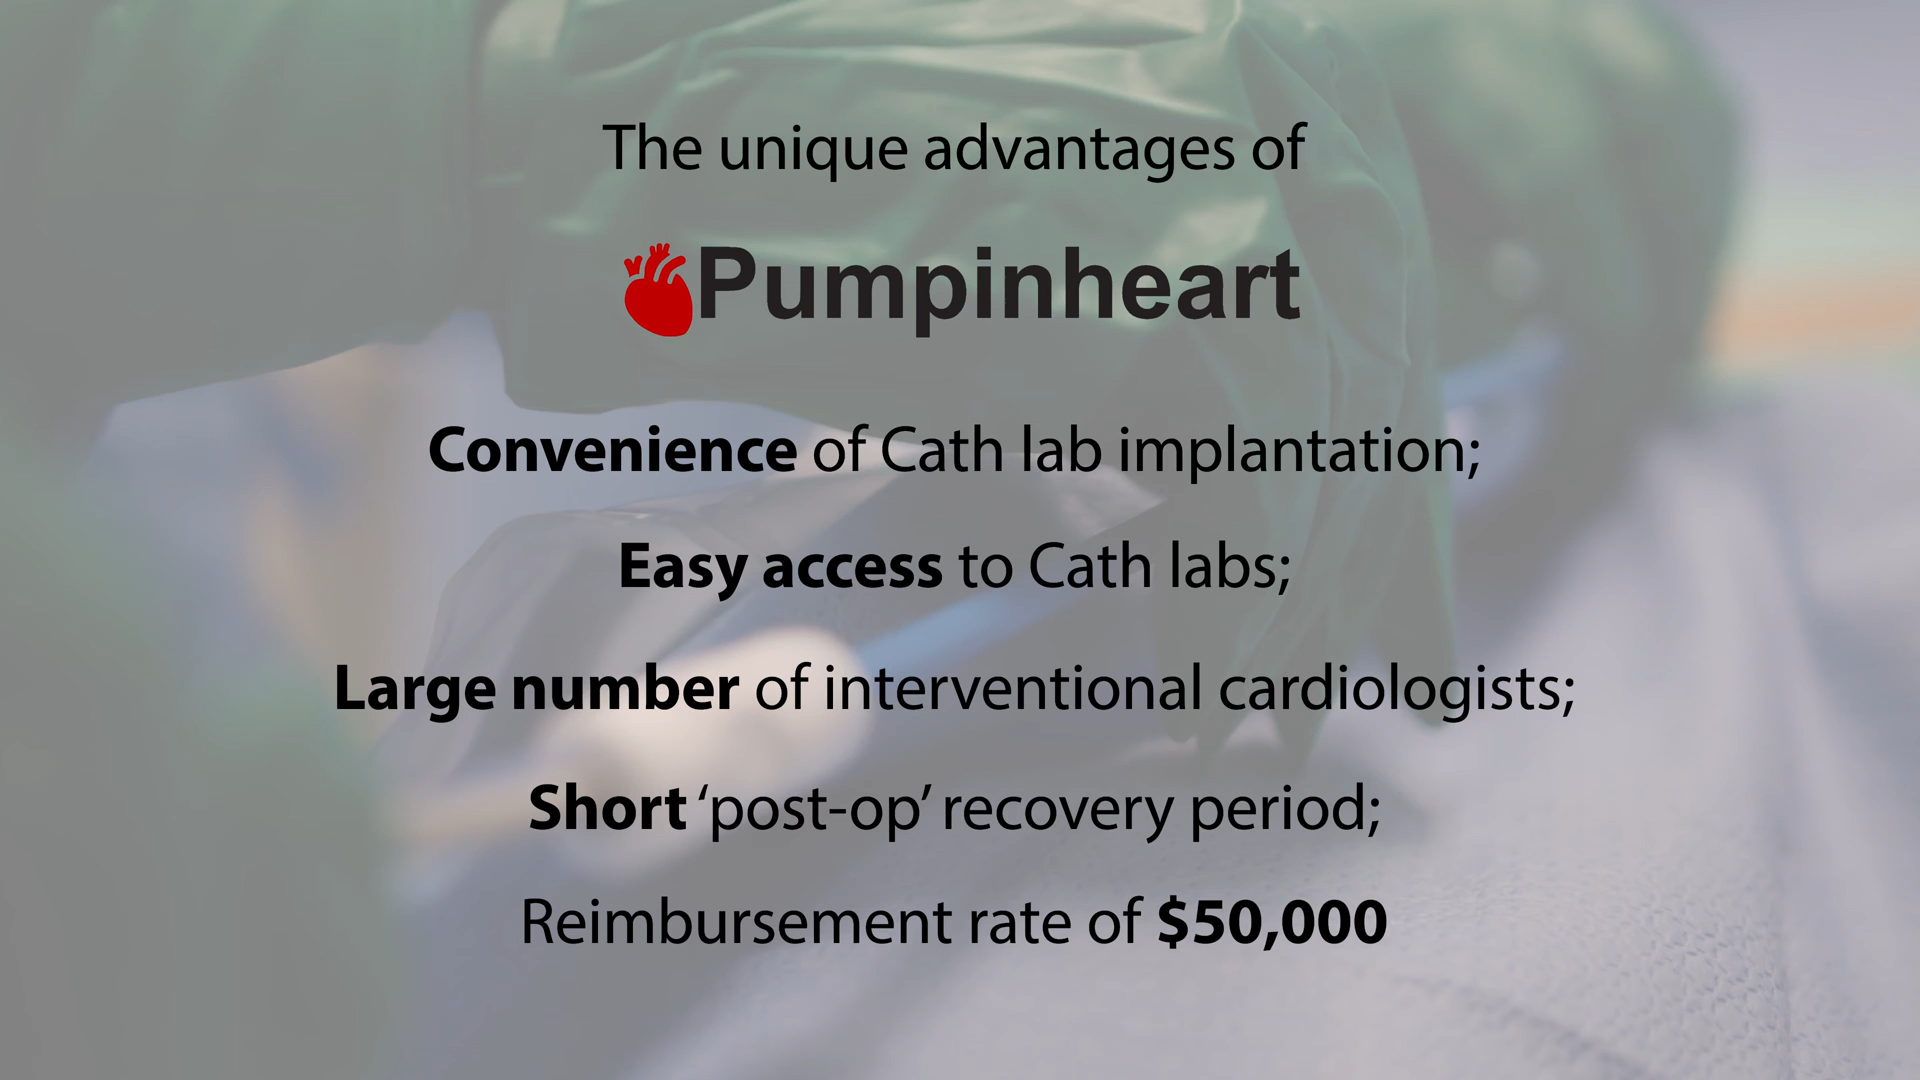 The unique advantages of
Pumpinheart
Convenience of Cath lab implantation;
Easy access to Cath labs;
Large number of interventional cardiologists;
Short ‘post-op’ recovery period;
Reimbursement rate of $50,000